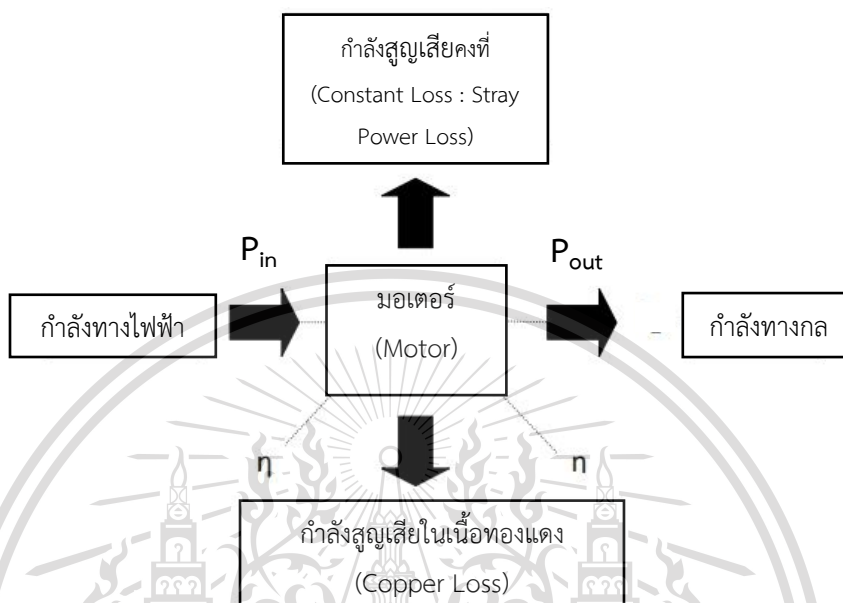 กำลังสูญเสียคงที่
(Constant Loss : Stray
Power Loss)
P_in
P_out
กำลังทางไฟฟ้า
มอเตอร์
(Motor)
กำลังทางกล
η
η
กำลังสูญเสียในเนื้อทองแดง
(Copper Loss)